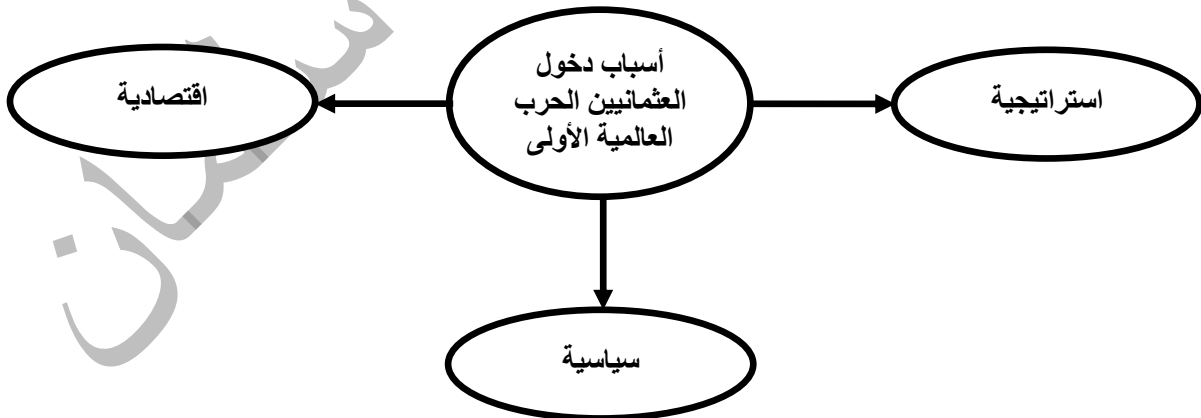 أسباب دخول
العثمانيين الحرب
العالمية الأولى
استراتيجية
اقتصادية
سياسية